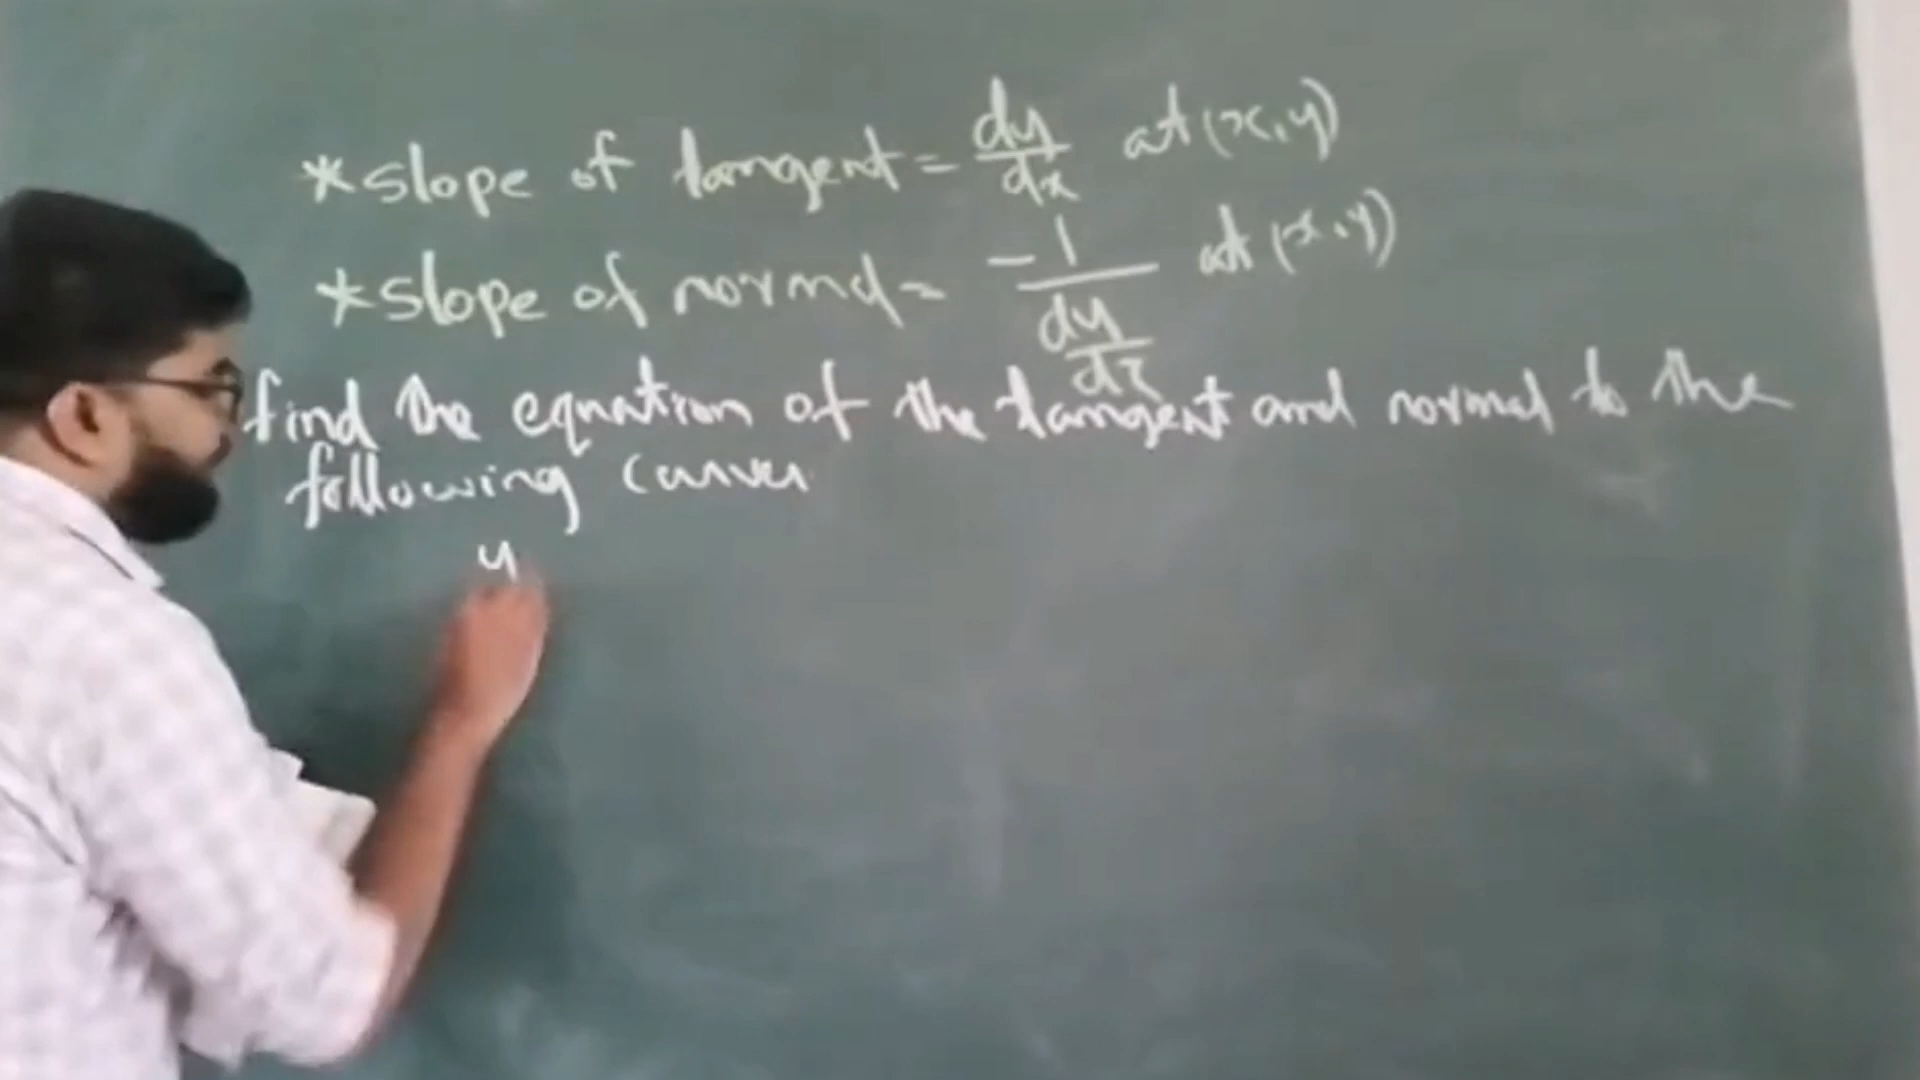 *slope of tangent = dy/dx at (x,y)
*slope of normal = -1/(dy/dx) at (x,y)
find the equation of the tangent and normal to the
following curves
y